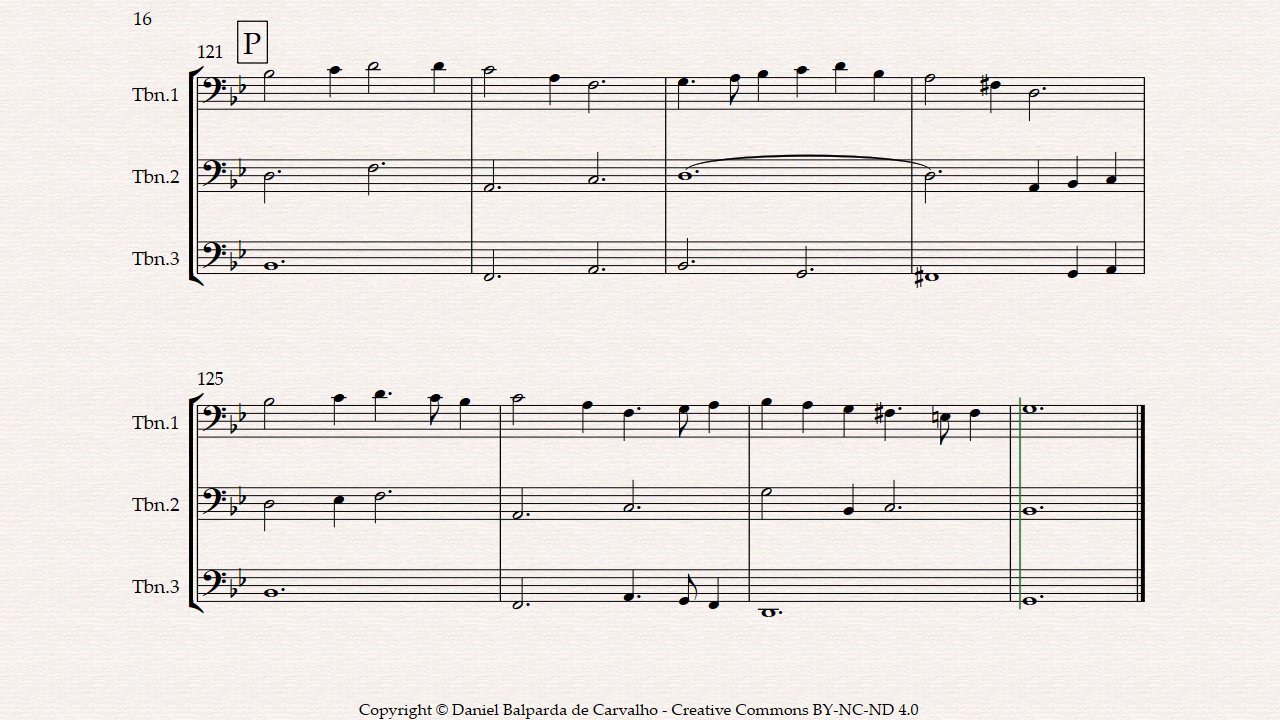 16
P
121
Tbn.1
Tbn.2
Tbn.3
125
Tbn.1
Tbn.2
Tbn.3
Copyright © Daniel Balparda de Carvalho - Creative Commons BY-NC-ND 4.0